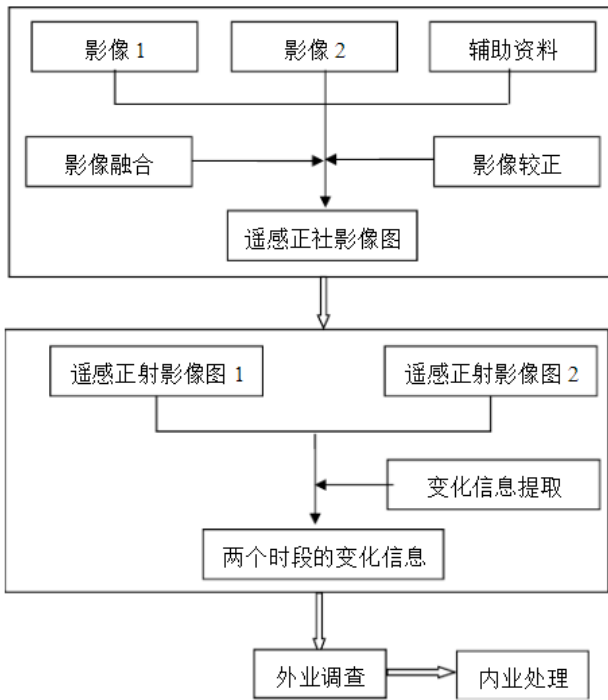 影像 1
影像 2
辅助资料
影像融合
影像较正
遥感正社影像图
遥感正射影像图 1
遥感正射影像图 2
变化信息提取
两个时段的变化信息
外业调查
内业处理